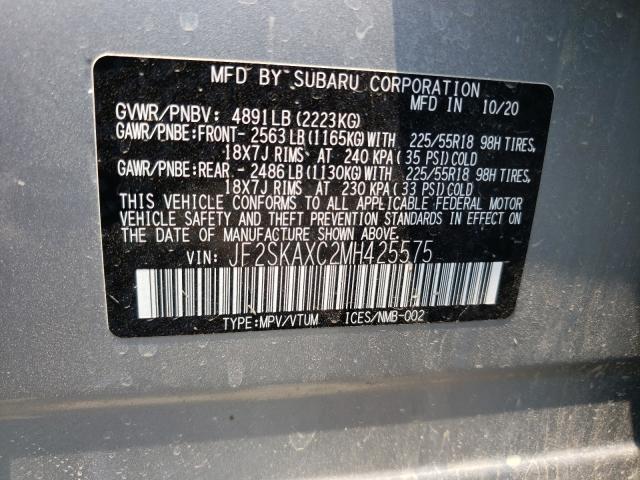 MFD BY SUBARU CORPORATION
GVWR/PNBV: 4891LB(2223KG) MFD IN 10/20
GAWR/PNBE:FRONT- 2563LB(1165KG)WITH 225/55R18 98H TIRES,
18X7J RIMS AT 240 KPA(35 PSI)COLD
GAWR/PNBE:REAR - 2486LB(1130KG)WITH 225/55R18 98H TIRES,
18X7J RIMS AT 230 KPA(33 PSI)COLD
THIS VEHICLE CONFORMS TO ALL APPLICABLE FEDERAL MOTOR
VEHICLE SAFETY AND THEFT PREVENTION STANDARDS IN EFFECT ON
THE DATE OF MANUFACTURE SHOWN ABOVE.
VIN: JF2SKAXC2MH425575
TYPE:MPV/VTUM ICES/NMB-002